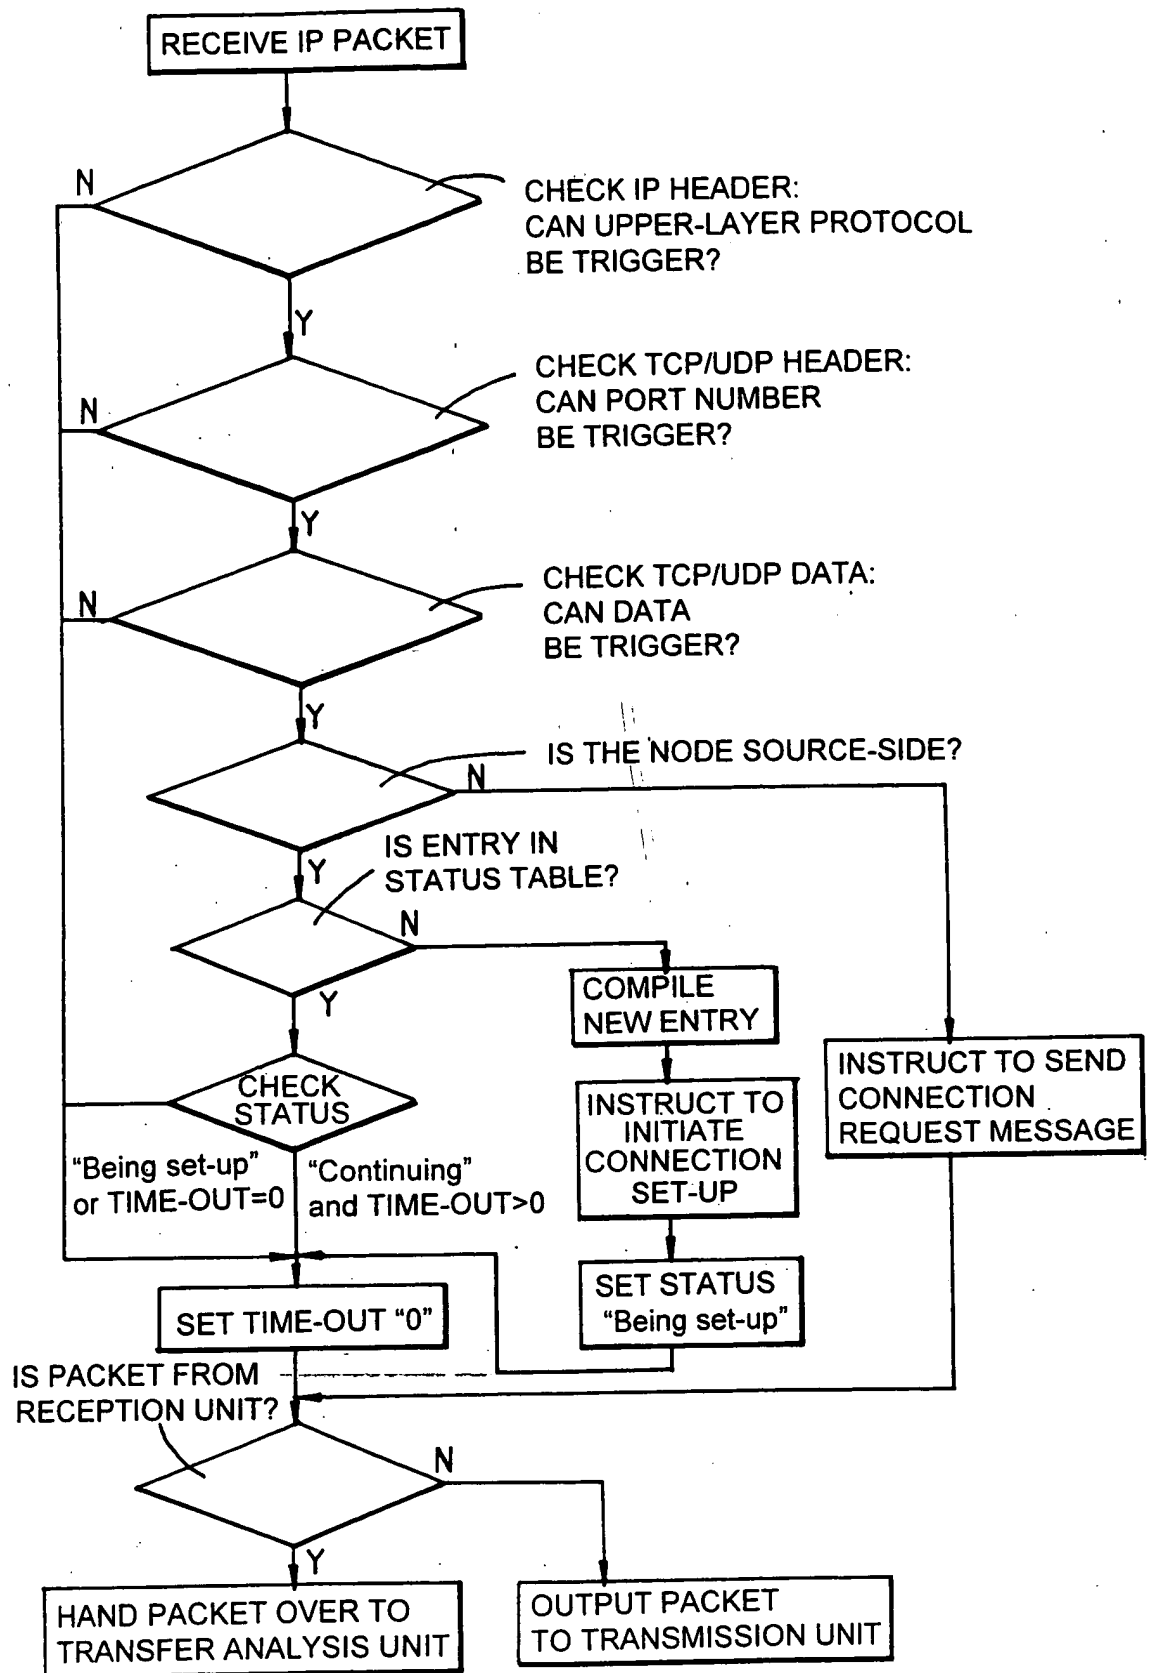 RECEIVE IP PACKET
N
CHECK IP HEADER:
CAN UPPER-LAYER PROTOCOL
BE TRIGGER?
Y
CHECK TCP/UDP HEADER:
N
CAN PORT NUMBER
BE TRIGGER?
Y
CHECK TCP/UDP DATA:
N
CAN DATA
BE TRIGGER?
Y
IS THE NODE SOURCE-SIDE?
N
IS ENTRY IN
STATUS TABLE?
Y
N
COMPILE
NEW ENTRY
Y
CHECK
STATUS
INSTRUCT TO SEND
CONNECTION
REQUEST MESSAGE
INSTRUCT TO
INITIATE
CONNECTION
SET-UP
"Being set-up"
or TIME-OUT=0
"Continuing"
and TIME-OUT>0
SET STATUS
"Being set-up"
SET TIME-OUT "0"
IS PACKET FROM
RECEPTION UNIT?
N
Y
HAND PACKET OVER TO
TRANSFER ANALYSIS UNIT
OUTPUT PACKET
TO TRANSMISSION UNIT